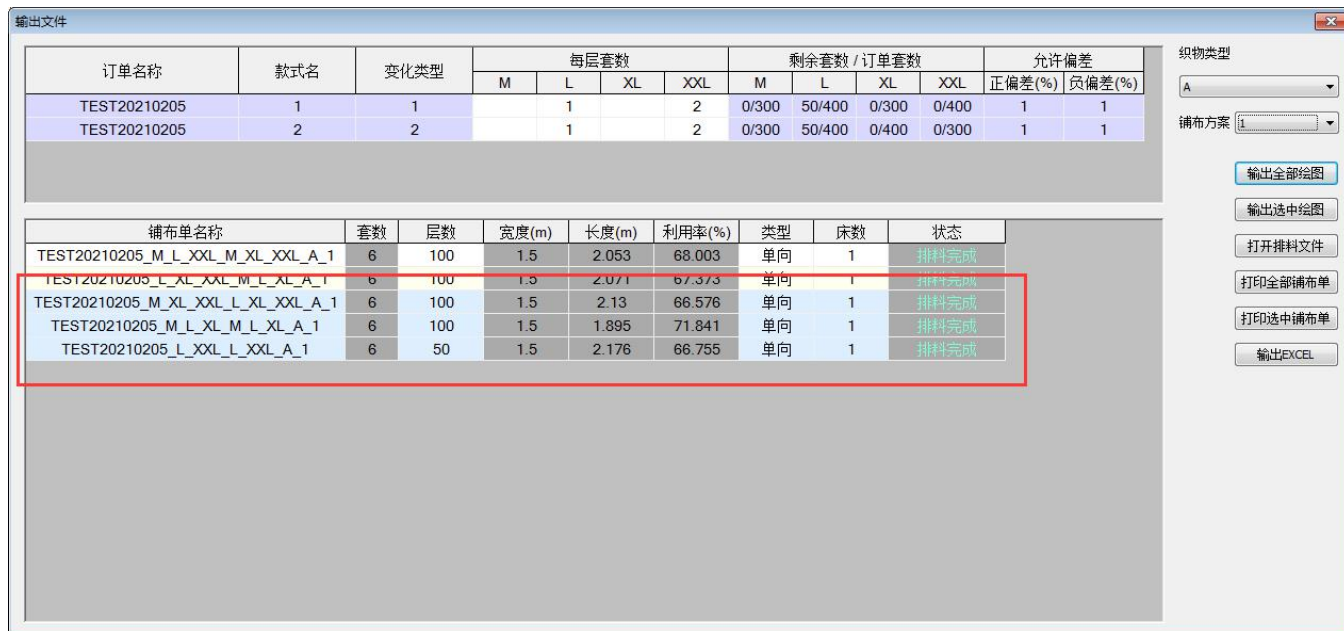 输出文件
订单名称 款式名 变化类型 每层套数 剩余套数 / 订单套数 允许偏差
M L XL XXL M L XL XXL 正偏差(%) 负偏差(%)
TEST20210205 1 1 1 2 0/300 50/400 0/300 0/400 1 1
TEST20210205 2 2 1 2 0/300 50/400 0/400 0/300 1 1
织物类型
A
铺布方案 1
输出全部绘图
输出选中绘图
打开排料文件
打印全部铺布单
打印选中铺布单
输出EXCEL
铺布单名称 套数 层数 宽度(m) 长度(m) 利用率(%) 类型 床数 状态
TEST20210205_M_L_XXL_M_XL_XXL_A_1 6 100 1.5 2.053 68.003 单向 1 排料完成
TEST20210205_L_XL_XXL_M_L_XL_A_1 6 100 1.5 2.071 67.373 单向 1 排料完成
TEST20210205_M_XL_XXL_L_XL_XXL_A_1 6 100 1.5 2.13 66.576 单向 1 排料完成
TEST20210205_M_L_XL_M_L_XL_A_1 6 100 1.5 1.895 71.841 单向 1 排料完成
TEST20210205_L_XXL_L_XXL_A_1 6 50 1.5 2.176 66.755 单向 1 排料完成